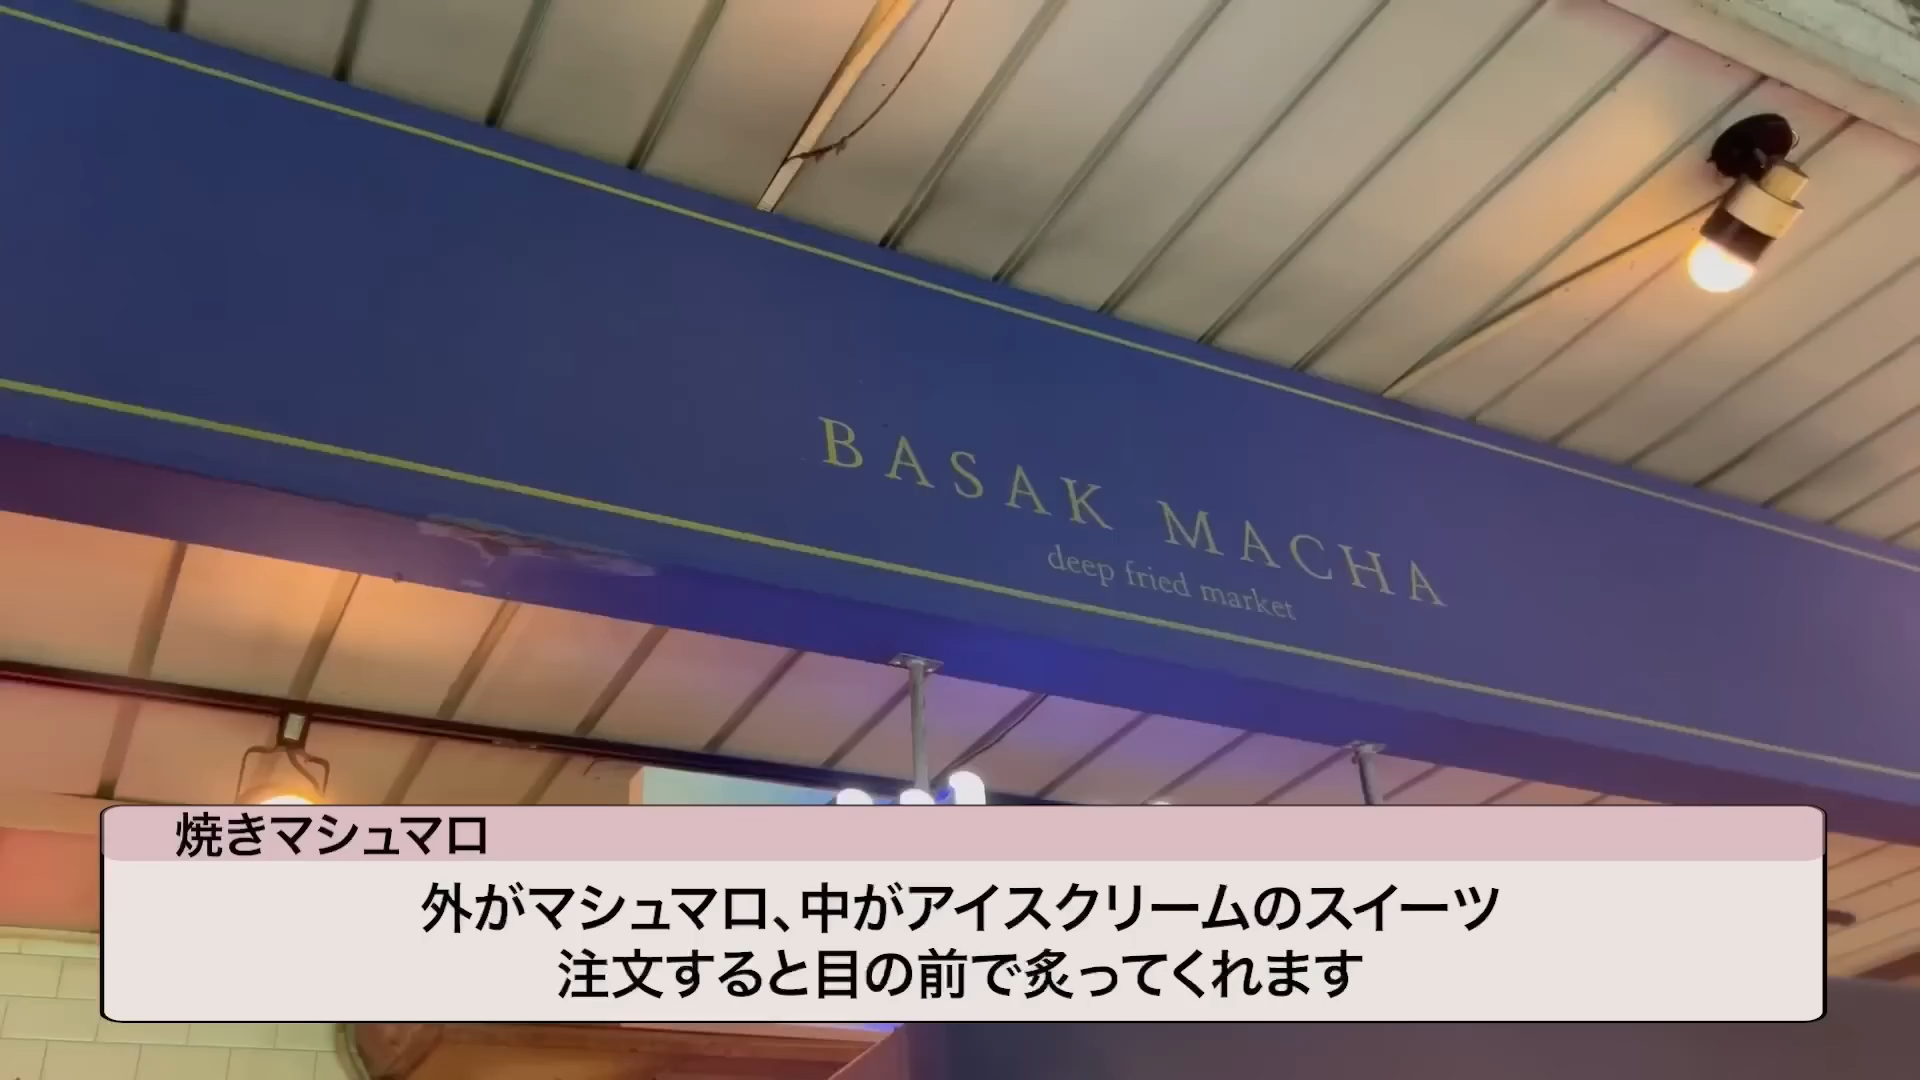 BASAK MACHA
deep fried market
焼きマシュマロ
外がマシュマロ、中がアイスクリームのスイーツ
注文すると目の前で炙ってくれます